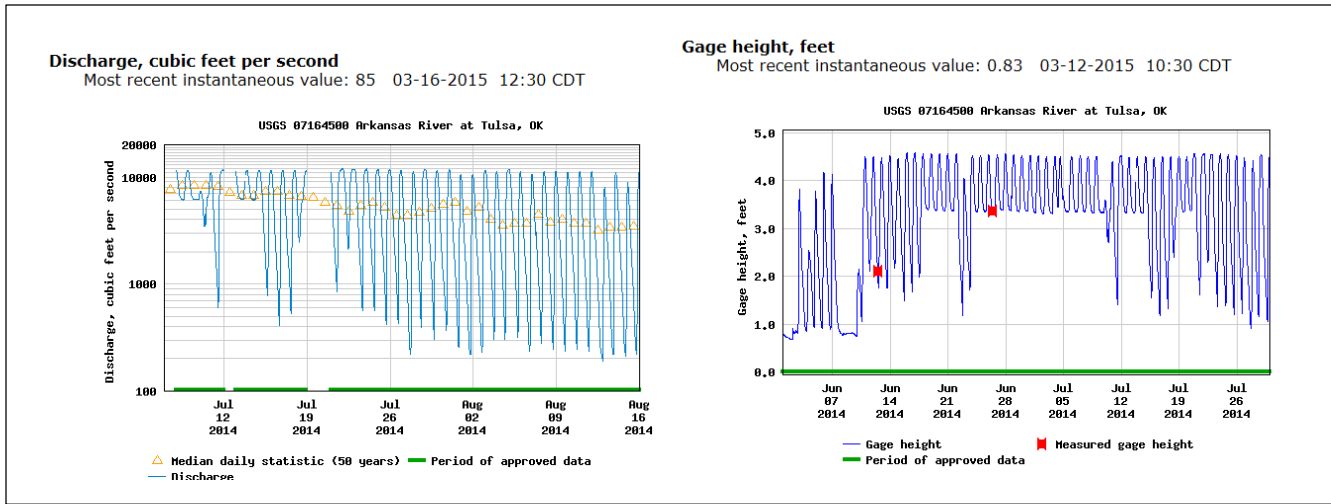 Discharge, cubic feet per second
Most recent instantaneous value: 85 03-16-2015 12:30 CDT
USGS 07164500 Arkansas River at Tulsa, OK
Discharge, cubic feet per second
20000
10000
1000
100
Jul Jul Jul Aug Aug Aug
12 19 26 02 09 16
2014 2014 2014 2014 2014 2014
Median daily statistic (50 years) Period of approved data
Discharge
Gage height, feet
Most recent instantaneous value: 0.83 03-12-2015 10:30 CDT
USGS 07164500 Arkansas River at Tulsa, OK
Gage height, feet
5.0
4.0
3.0
2.0
1.0
0.0
Jun Jun Jun Jun Jul Jul Jul Jul
07 14 21 28 05 12 19 26
2014 2014 2014 2014 2014 2014 2014 2014
Gage height Measured gage height
Period of approved data